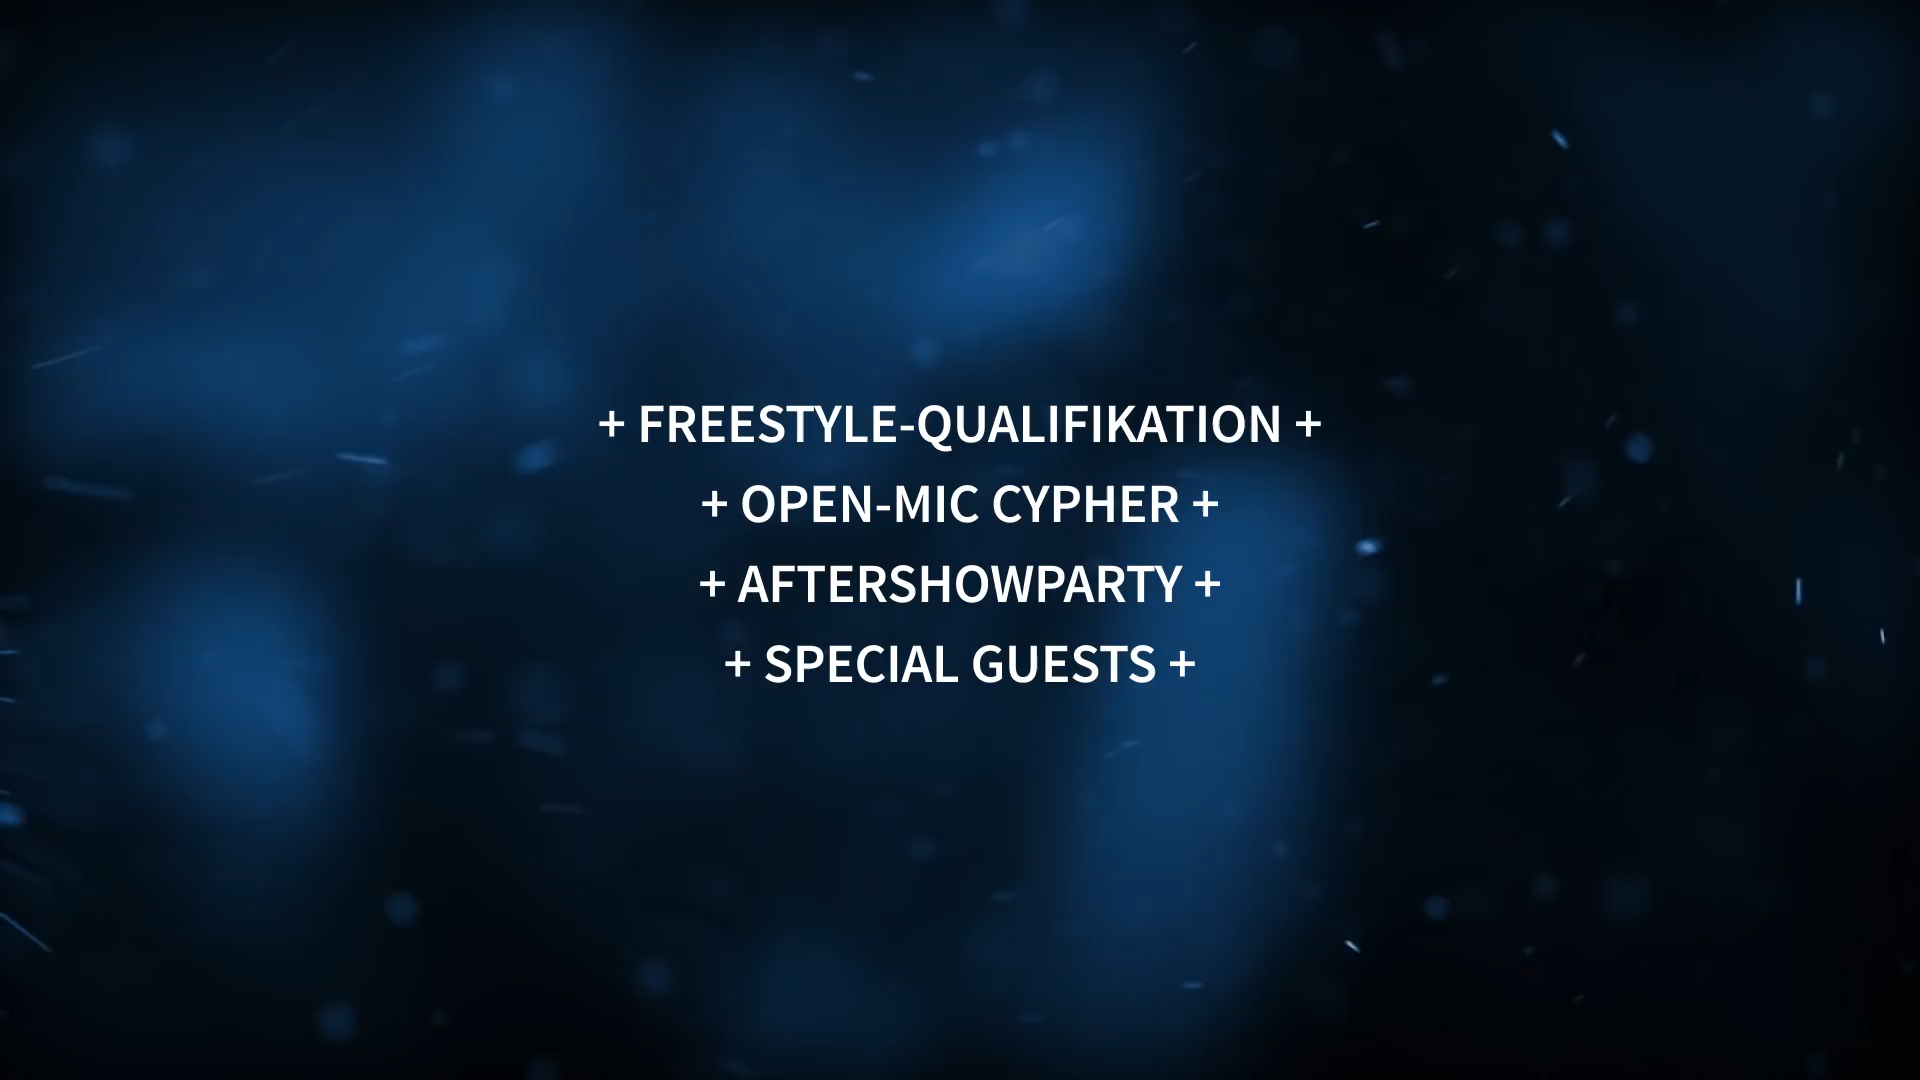 + FREESTYLE-QUALIFIKATION +
+ OPEN-MIC CYPHER +
+ AFTERSHOWPARTY +
+ SPECIAL GUESTS +